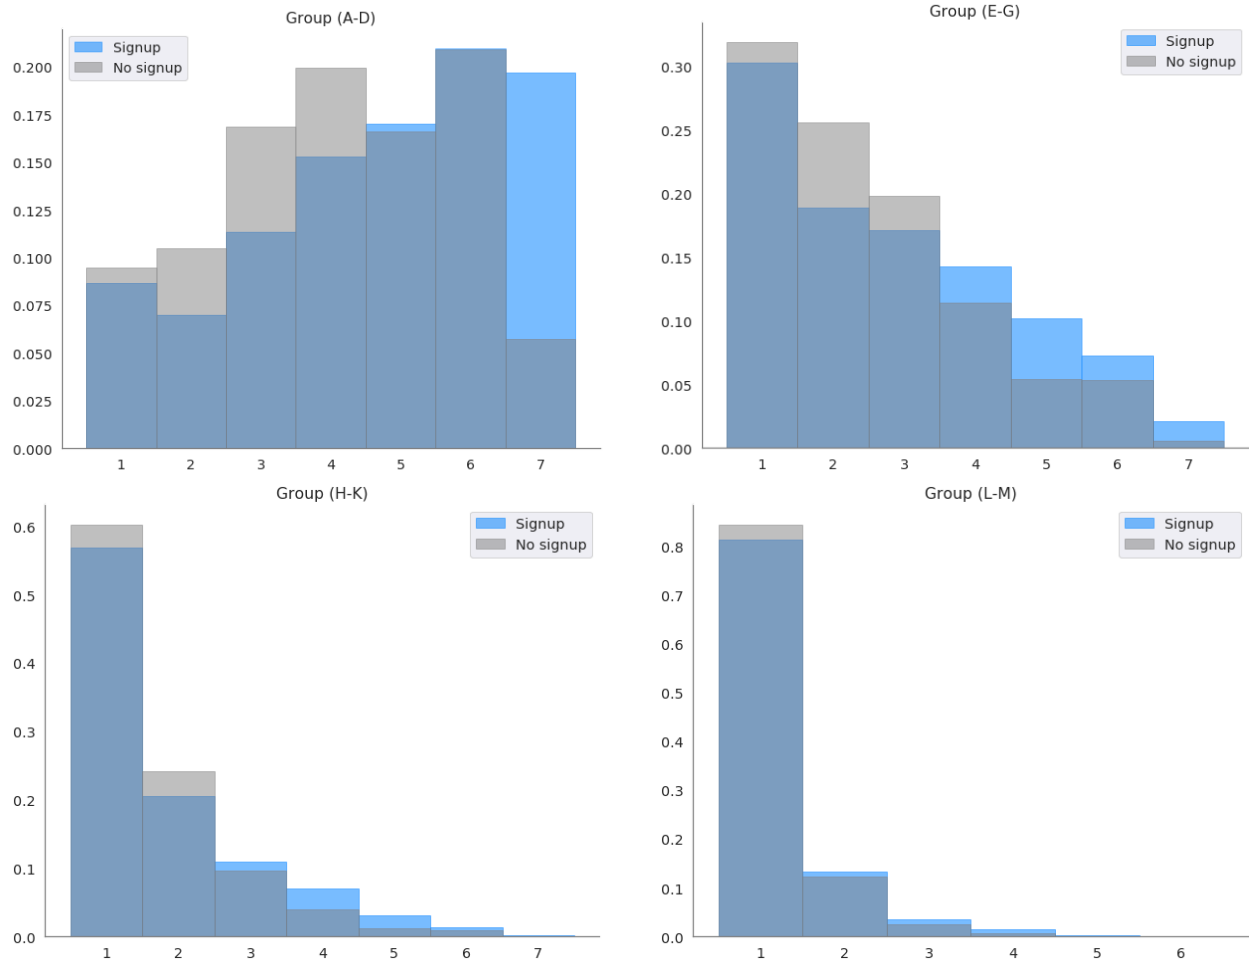 Group (A-D)
Signup
No signup
0.200
0.175
0.150
0.125
0.100
0.075
0.050
0.025
0.000
1 2 3 4 5 6 7
Group (E-G)
Signup
No signup
0.30
0.25
0.20
0.15
0.10
0.05
0.00
1 2 3 4 5 6 7
Group (H-K)
Signup
No signup
0.6
0.5
0.4
0.3
0.2
0.1
0.0
1 2 3 4 5 6 7
Group (L-M)
Signup
No signup
0.8
0.7
0.6
0.5
0.4
0.3
0.2
0.1
0.0
1 2 3 4 5 6